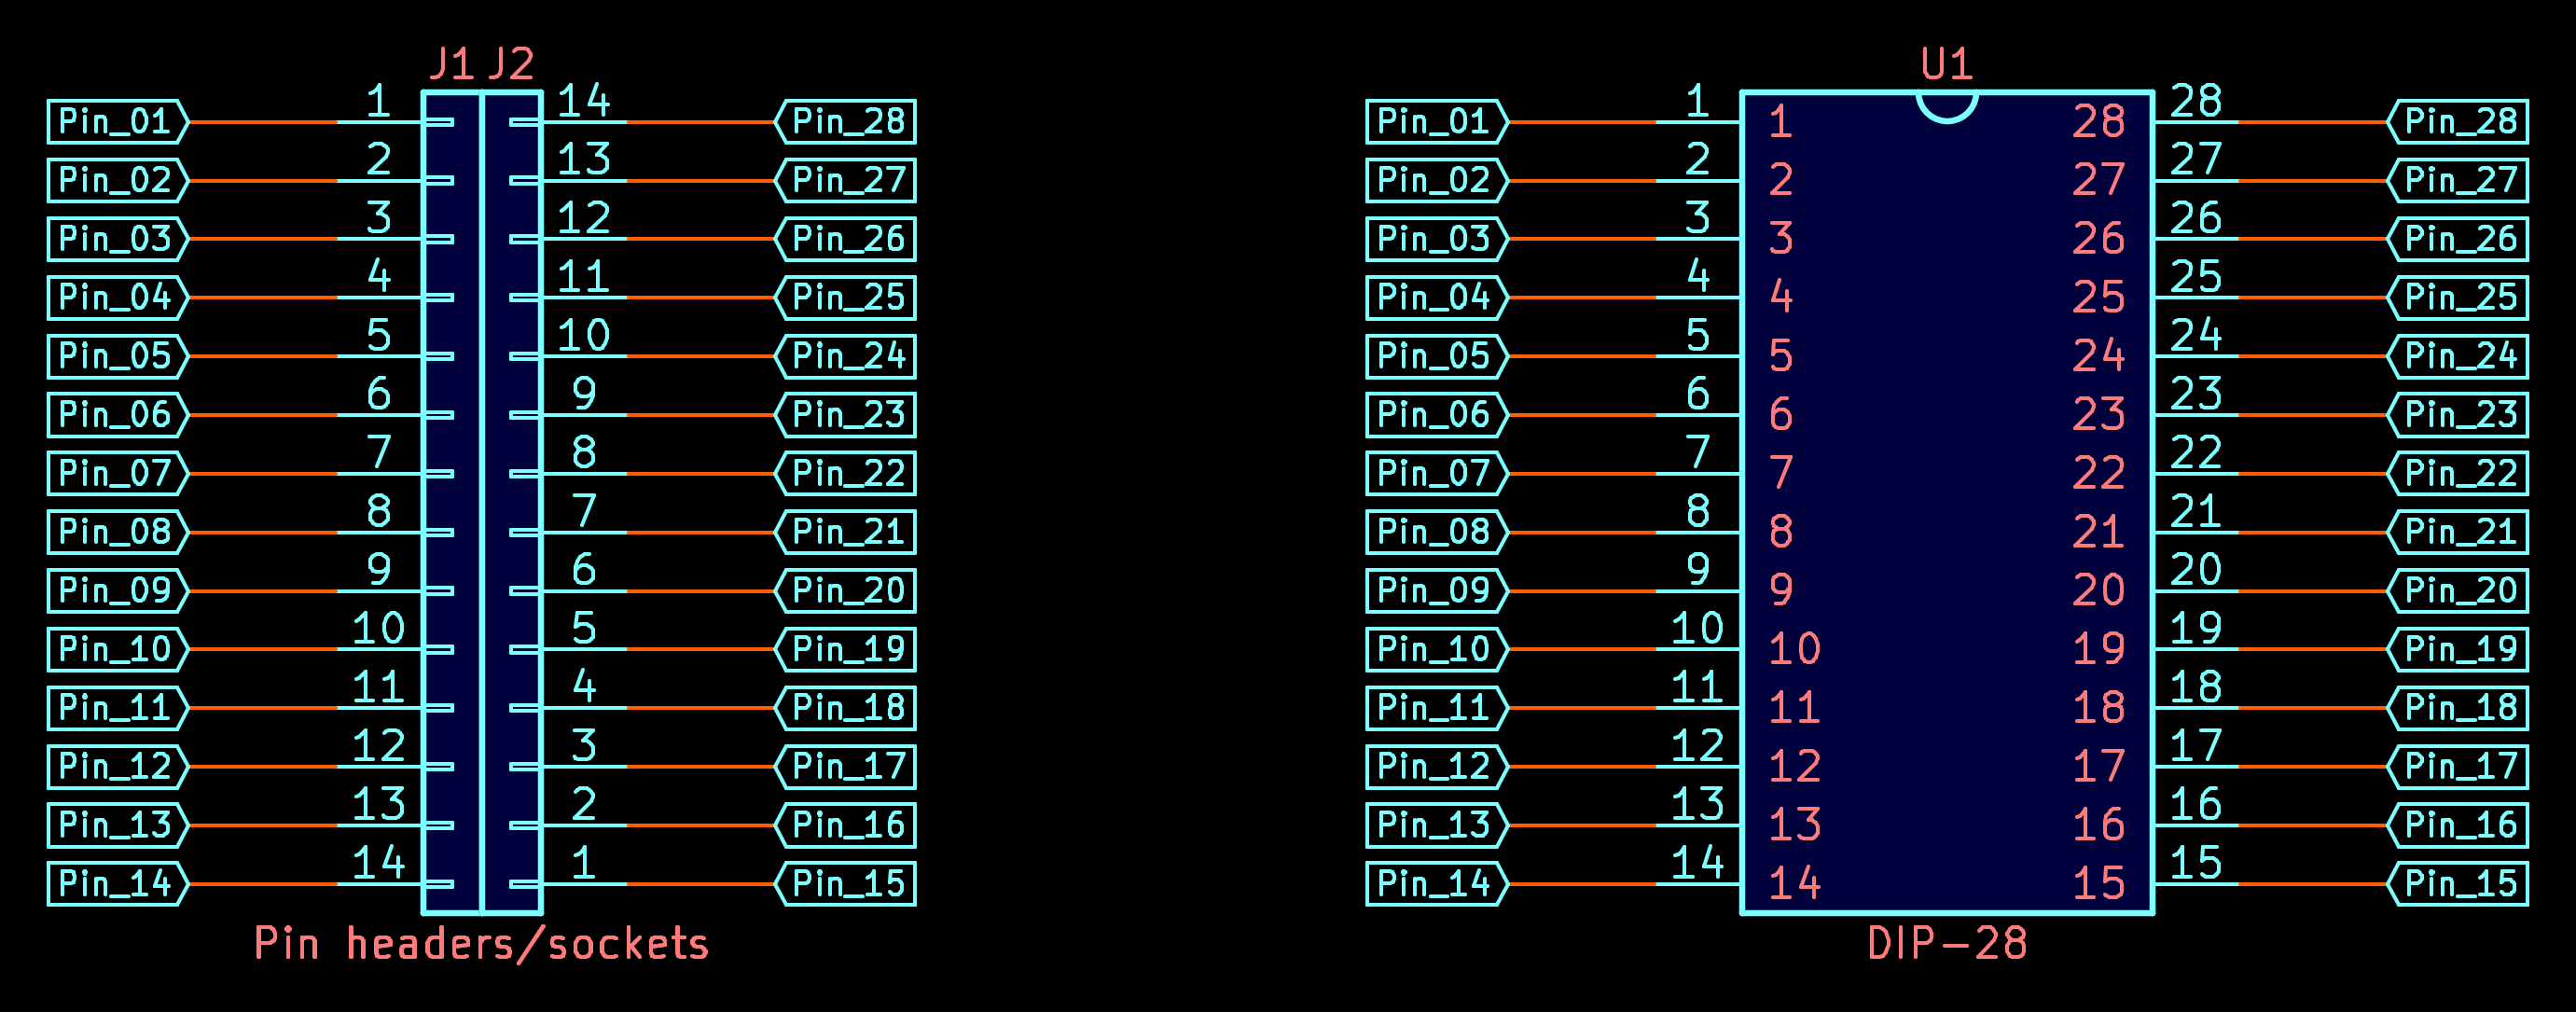 J1 J2 U1
Pin_01 1 14 Pin_28 Pin_01 1 1 28 28 Pin_28
Pin_02 2 13 Pin_27 Pin_02 2 2 27 27 Pin_27
Pin_03 3 12 Pin_26 Pin_03 3 3 26 26 Pin_26
Pin_04 4 11 Pin_25 Pin_04 4 4 25 25 Pin_25
Pin_05 5 10 Pin_24 Pin_05 5 5 24 24 Pin_24
Pin_06 6 9 Pin_23 Pin_06 6 6 23 23 Pin_23
Pin_07 7 8 Pin_22 Pin_07 7 7 22 22 Pin_22
Pin_08 8 7 Pin_21 Pin_08 8 8 21 21 Pin_21
Pin_09 9 6 Pin_20 Pin_09 9 9 20 20 Pin_20
Pin_10 10 5 Pin_19 Pin_10 10 10 19 19 Pin_19
Pin_11 11 4 Pin_18 Pin_11 11 11 18 18 Pin_18
Pin_12 12 3 Pin_17 Pin_12 12 12 17 17 Pin_17
Pin_13 13 2 Pin_16 Pin_13 13 13 16 16 Pin_16
Pin_14 14 1 Pin_15 Pin_14 14 14 15 15 Pin_15
Pin headers/sockets DIP-28